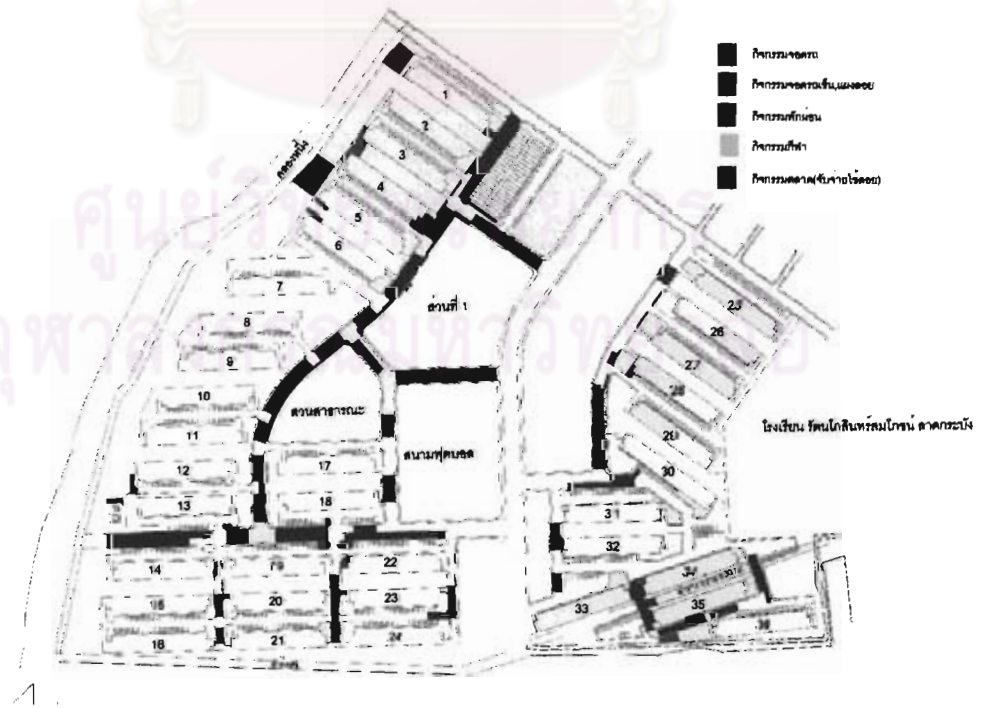 กิจกรรมจอดรถ
กิจกรรมจอดรถเข็น,แผงลอย
กิจกรรมพักผ่อน
กิจกรรมกีฬา
กิจกรรมตลาด(จับจ่ายใช้สอย)
คลองหนึ่ง
1
2
3
4
5
6
7
8
9
10
11
12
13
14
18
17
18
19
20
21
22
23
24
ส่วนที่ 1
สวนสาธารณะ
สนามฟุตบอล
25
26
27
28
29
30
31
32
33
34
35
36
โรงเรียน รัตนโกสินทร์สมโภชน์ ลาดกระบัง
ศูนย์วิทยทรัพยากร
จุฬาลงกรณ์มหาวิทยาลัย